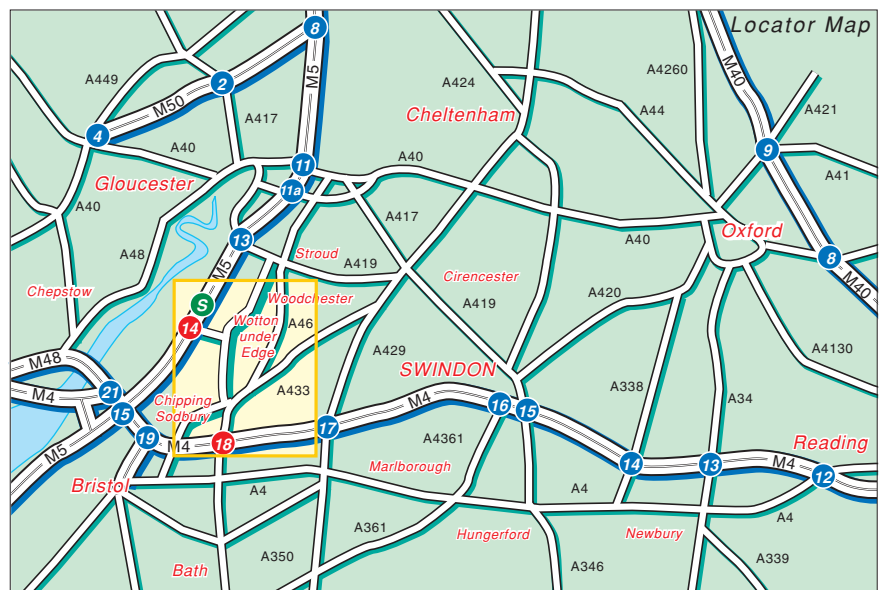 Locator Map
8
M5
A449
2
M50
A417
4
A40
Gloucester
A40
A48
Chepstow
11
11a
13
M5
A424
Cheltenham
A40
A4260
A44
M40
A421
9
A41
Oxford
A40
8
M40
A417
Stroud
A419
Cirencester
A419
A420
A4130
S
14
Woodchester
Wotton
under
Edge
A46
A433
Chipping
Sodbury
M48
M4
21
15
19
M4
18
M5
Bristol
17
A429
SWINDON
M4
16
15
A338
A34
Reading
14
13
M4
12
A4361
Marlborough
A4
A4
A4
A361
Hungerford
Newbury
Bath
A350
A346
A339